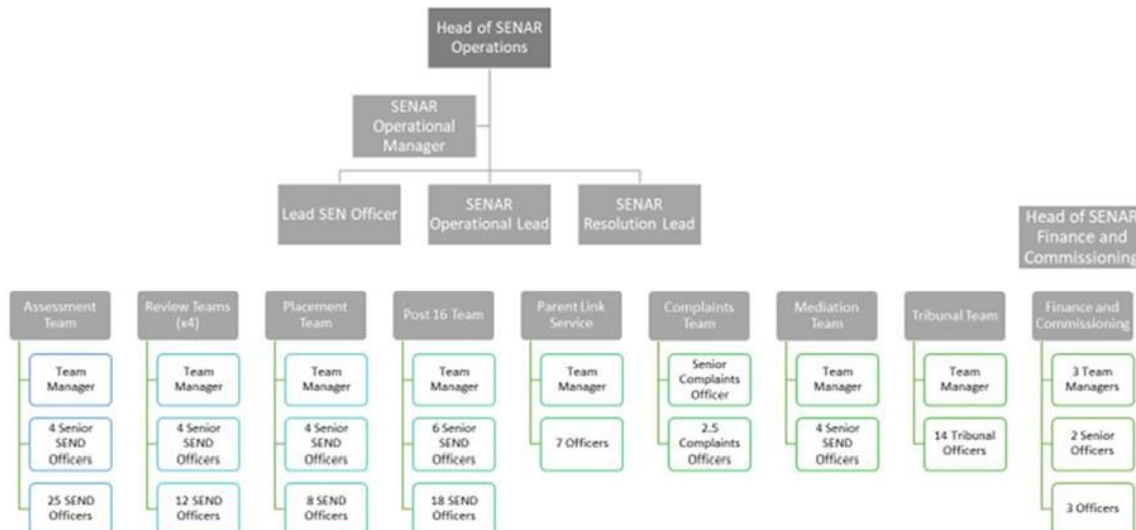 Head of SENAR
Operations
SENAR
Operational
Manager
Lead SEN Officer
SENAR
Operational Lead
SENAR
Resolution Lead
Head of SENAR
Finance and
Commissioning
Assessment
Team
Review Teams
(x4)
Placement
Team
Post 16 Team
Parent Link
Service
Complaints
Team
Mediation
Team
Tribunal Team
Finance and
Commissioning
Team
Manager
Team
Manager
Team
Manager
Team
Manager
Team
Manager
Senior
Complaints
Officer
Team
Manager
Team
Manager
3 Team
Managers
4 Senior
SEND
Officers
4 Senior
SEND
Officers
4 Senior
SEND
Officers
6 Senior
SEND
Officers
7 Officers
2.5
Complaints
Officers
4 Senior
SEND
Officers
14 Tribunal
Officers
2 Senior
Officers
25 SEND
Officers
12 SEND
Officers
8 SEND
Officers
18 SEND
Officers
3 Officers